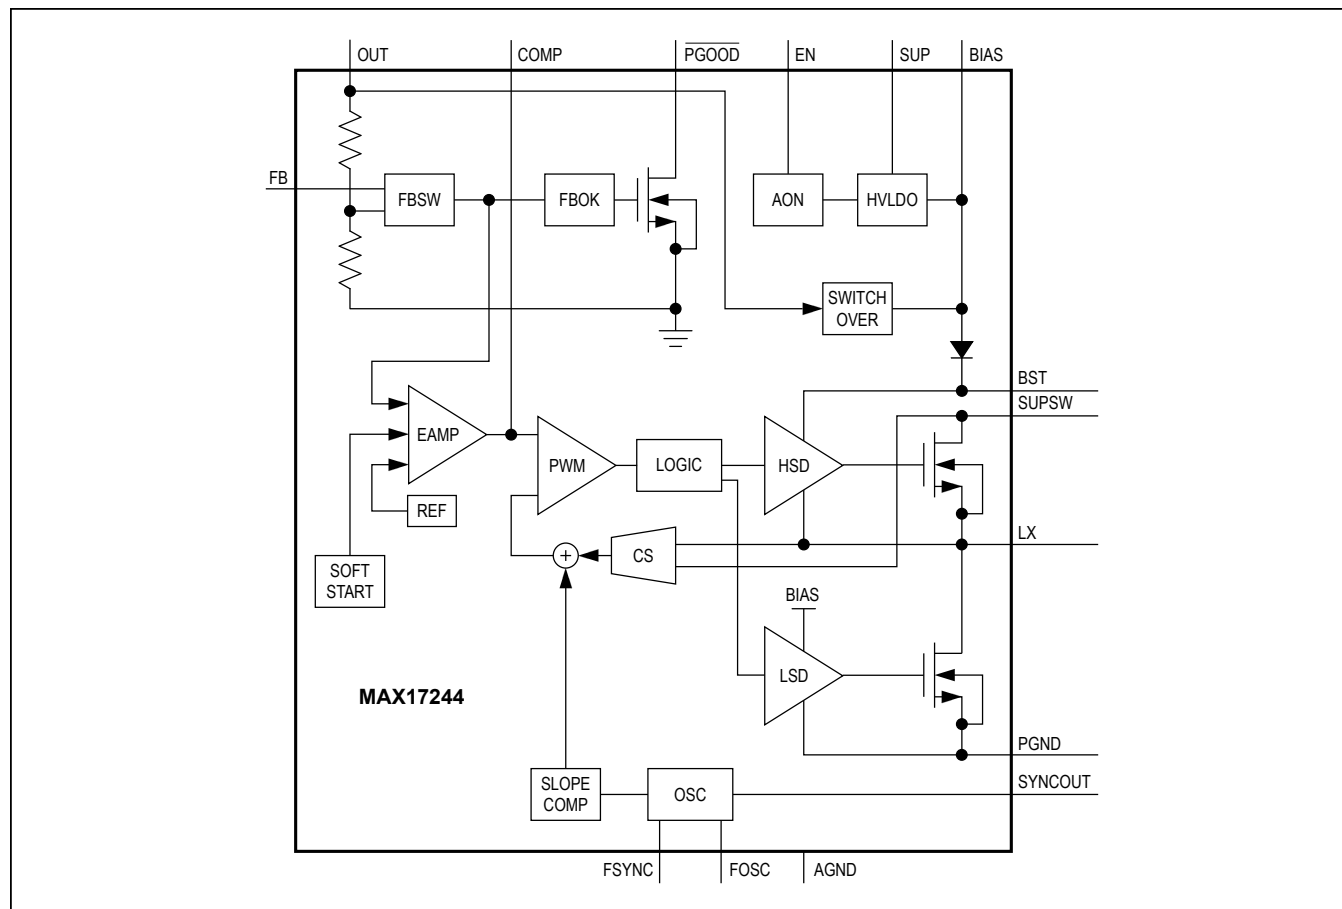 OUT
COMP
PGOOD
EN
SUP
BIAS
FB
FBSW
FBOK
AON
HVLDO
SWITCH
OVER
BST
SUPSW
EAMP
PWM
LOGIC
HSD
REF
LX
CS
+
SOFT
START
BIAS
LSD
MAX17244
PGND
SLOPE
COMP
OSC
SYNCOUT
FSYNC
FOSC
AGND